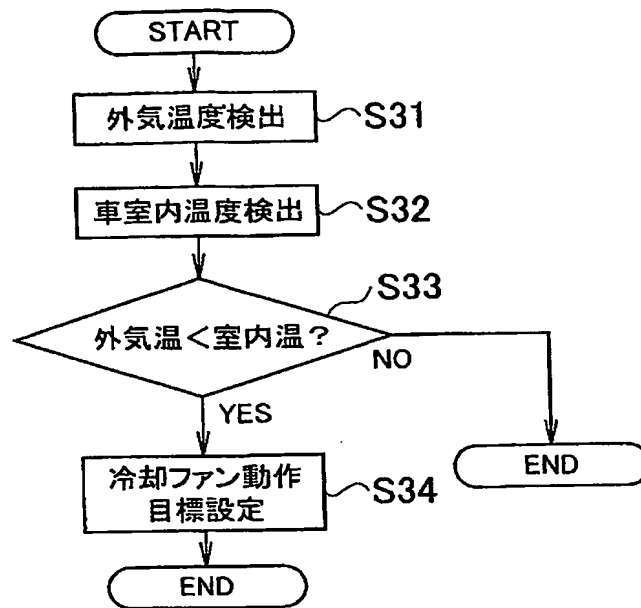 START
外気温度検出
S31
車室内温度検出
S32
S33
外気温<室内温?
NO
YES
冷却ファン動作
目標設定
S34
END
END